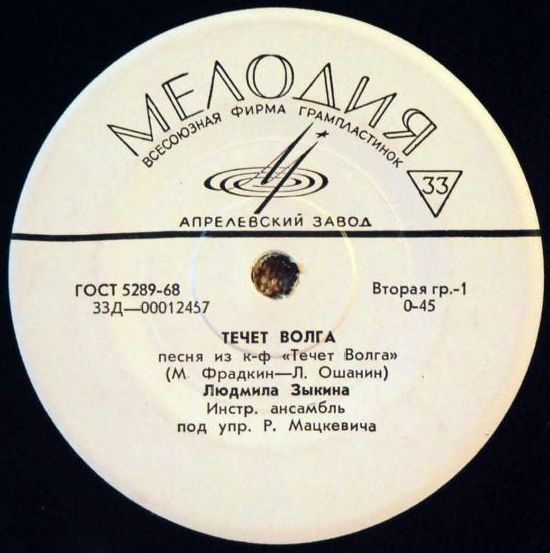 МЕЛОДИЯ
ВСЕСОЮЗНАЯ ФИРМА ГРАМПЛАСТИНОК
33
АПРЕЛЕВСКИЙ ЗАВОД
ГОСТ 5289-68
33Д—00012457
Вторая гр.-1
0-45
ТЕЧЕТ ВОЛГА
песня из к-ф «Течет Волга»
(М. Фрадкин—Л. Ошанин)
Людмила Зыкина
Инстр. ансамбль
под упр. Р. Мацкевича